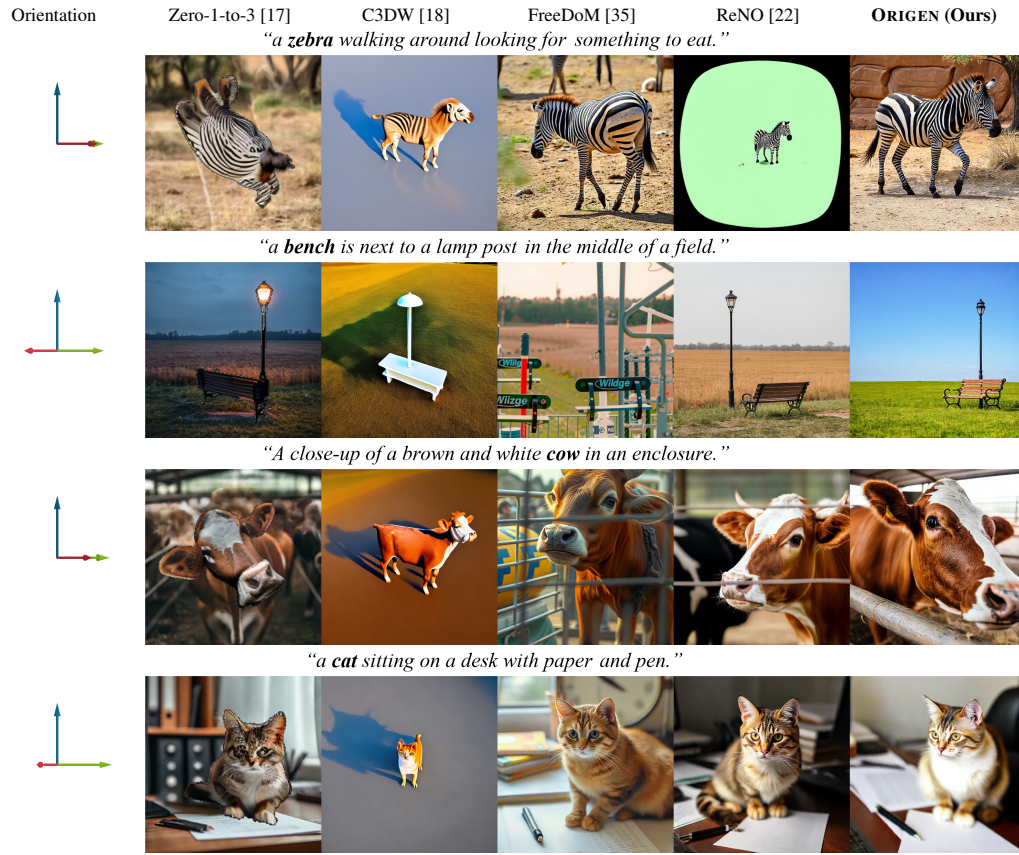 Orientation Zero-1-to-3 [17] C3DW [18] FreeDoM [35] ReNO [22] ORIGEN (Ours)
“a zebra walking around looking for something to eat.”
“a bench is next to a lamp post in the middle of a field.”
Wlizge Wildge
“A close-up of a brown and white cow in an enclosure.”
“a cat sitting on a desk with paper and pen.”